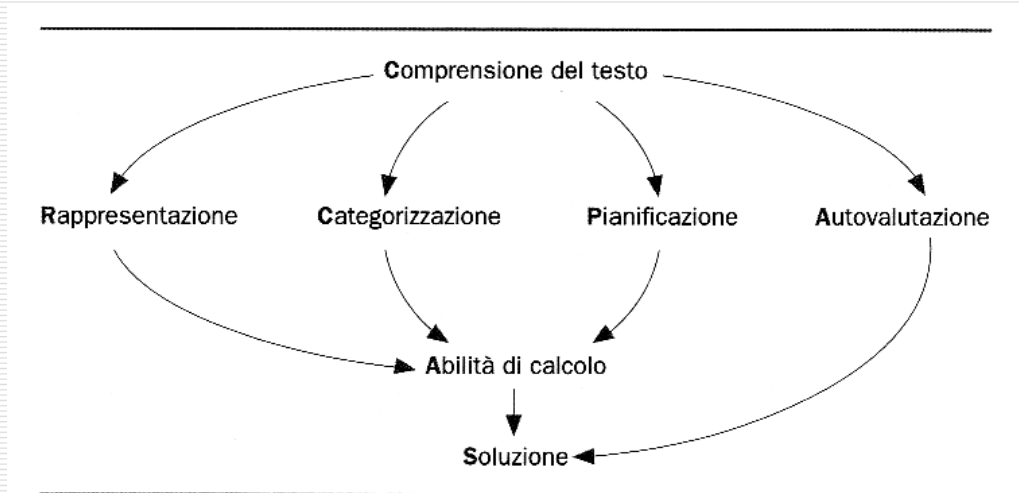 Comprensione del testo
Rappresentazione Categorizzazione Pianificazione Autovalutazione
Abilità di calcolo
Soluzione